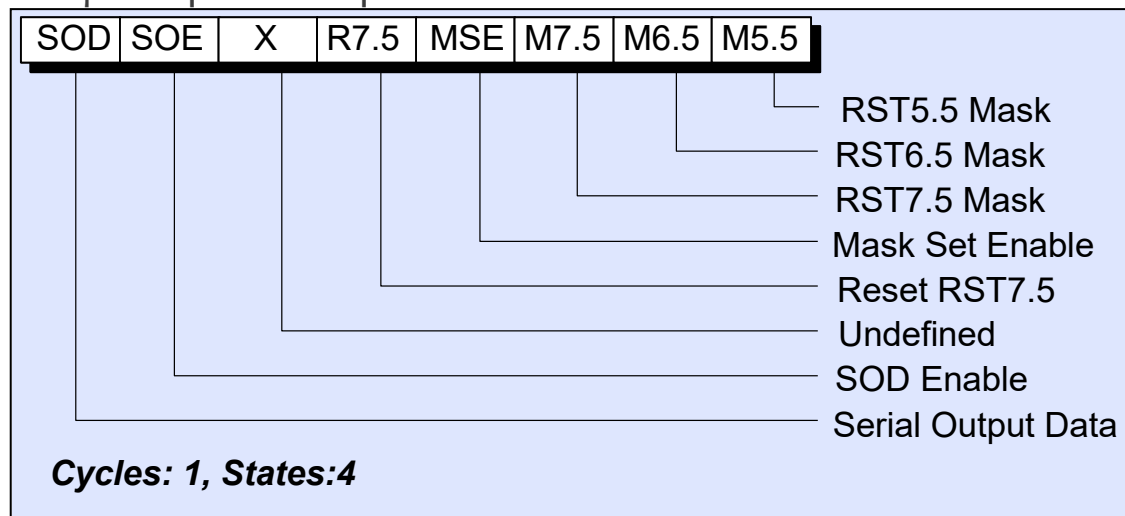 SOD SOE X R7.5 MSE M7.5 M6.5 M5.5
RST5.5 Mask
RST6.5 Mask
RST7.5 Mask
Mask Set Enable
Reset RST7.5
Undefined
SOD Enable
Serial Output Data
Cycles: 1, States:4